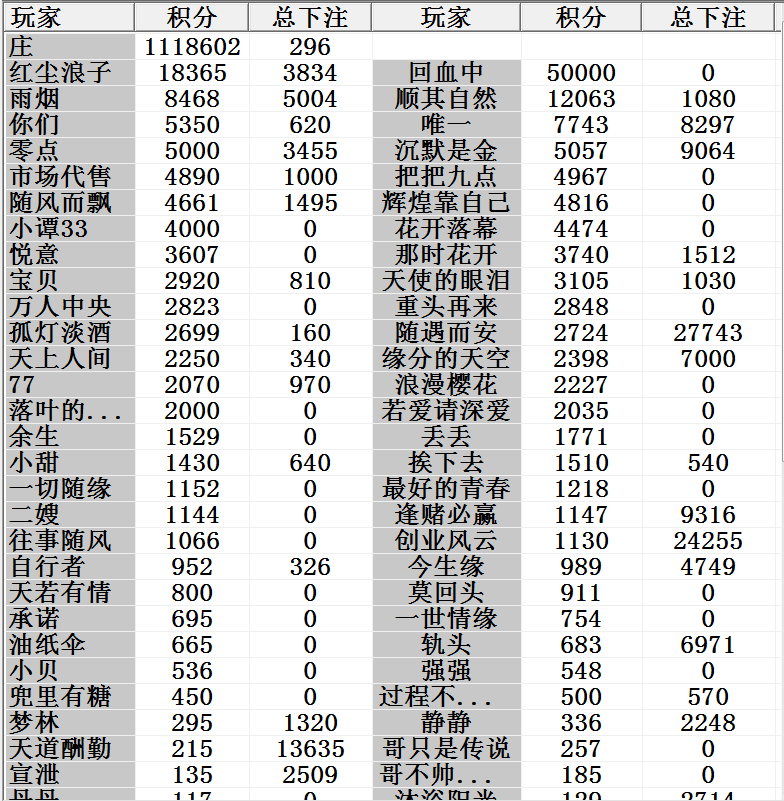 玩家 积分 总下注 玩家 积分 总下注
庄 1118602 296
红尘浪子 18365 3834 回血中 50000 0
雨烟 8468 5004 顺其自然 12063 1080
你们 5350 620 唯一 7743 8297
零点 5000 3455 沉默是金 5057 9064
市场代售 4890 1000 把把九点 4967 0
随风而飘 4661 1495 辉煌靠自己 4816 0
小谭33 4000 0 花开落幕 4474 0
悦意 3607 0 那时花开 3740 1512
宝贝 2920 810 天使的眼泪 3105 1030
万人中央 2823 0 重头再来 2848 0
孤灯淡酒 2699 160 随遇而安 2724 27743
天上人间 2250 340 缘分的天空 2398 7000
77 2070 970 浪漫樱花 2227 0
落叶的... 2000 0 若爱请深爱 2035 0
余生 1529 0 丢丢 1771 0
小甜 1430 640 挨下去 1510 540
一切随缘 1152 0 最好的青春 1218 0
二嫂 1144 0 逢赌必赢 1147 9316
往事随风 1066 0 创业风云 1130 24255
自行者 952 326 今生缘 989 4749
天若有情 800 0 莫回头 911 0
承诺 695 0 一世情缘 754 0
油纸伞 665 0 轨头 683 6971
小贝 536 0 强强 548 0
兜里有糖 450 0 过程不... 500 570
梦林 295 1320 静静 336 2248
天道酬勤 215 13635 哥只是传说 257 0
宣泄 135 2509 哥不帅... 185 0
丹丹 117 0 沐浴阳光 129 2714